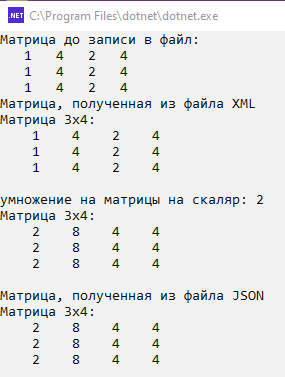 .NET C:\Program Files\dotnet\dotnet.exe
Матрица до записи в файл:
1 4 2 4
1 4 2 4
1 4 2 4
Матрица, полученная из файла XML
Матрица 3x4:
1 4 2 4
1 4 2 4
1 4 2 4
умножение на матрицы на скаляр: 2
Матрица 3x4:
2 8 4 4
2 8 4 4
2 8 4 4
Матрица, полученная из файла JSON
Матрица 3x4:
2 8 4 4
2 8 4 4
2 8 4 4